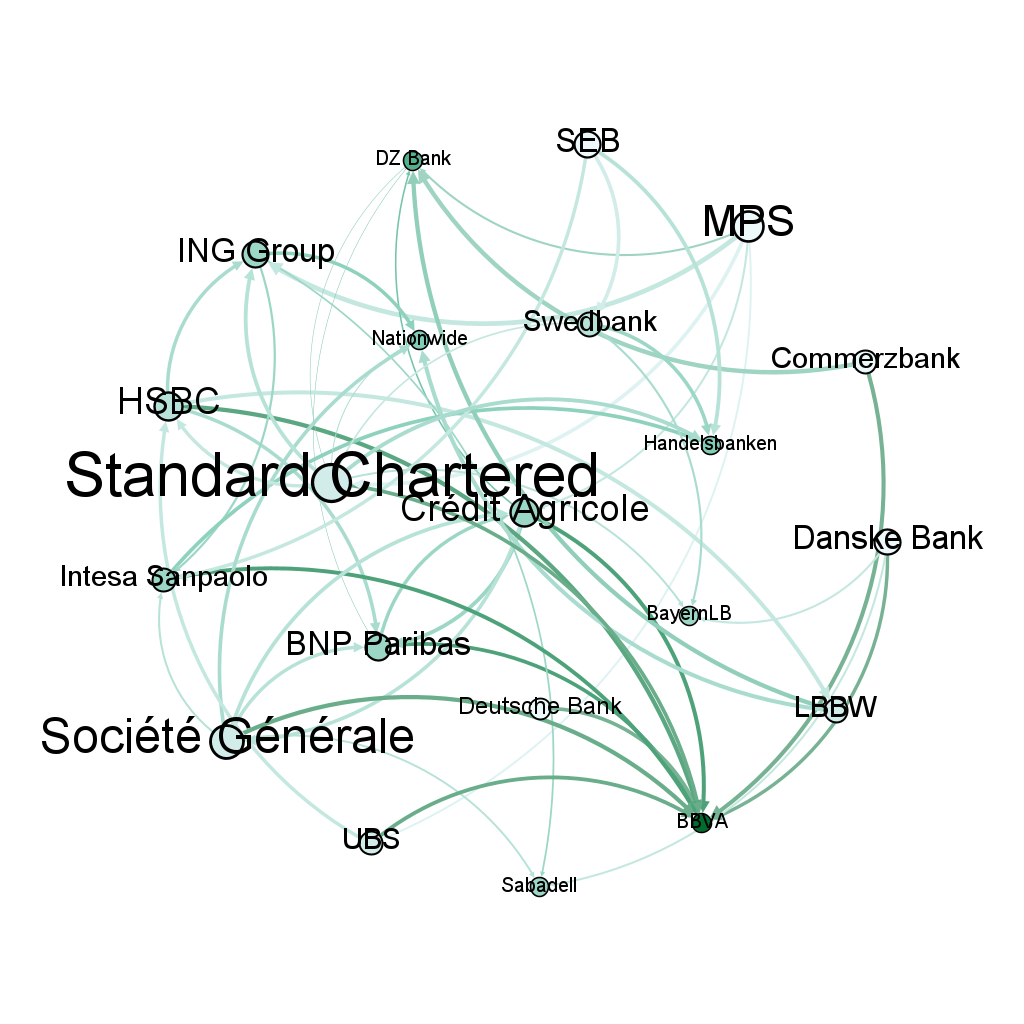 SEB
DZ Bank
MPS
ING Group
Swedbank
Nationwide
Commerzbank
HSBC
Handelsbanken
Standard Chartered
Crédit Agricole
Danske Bank
Intesa Sanpaolo
BayernLB
BNP Paribas
Deutsche Bank
LBBW
Société Générale
BBVA
UBS
Sabadell